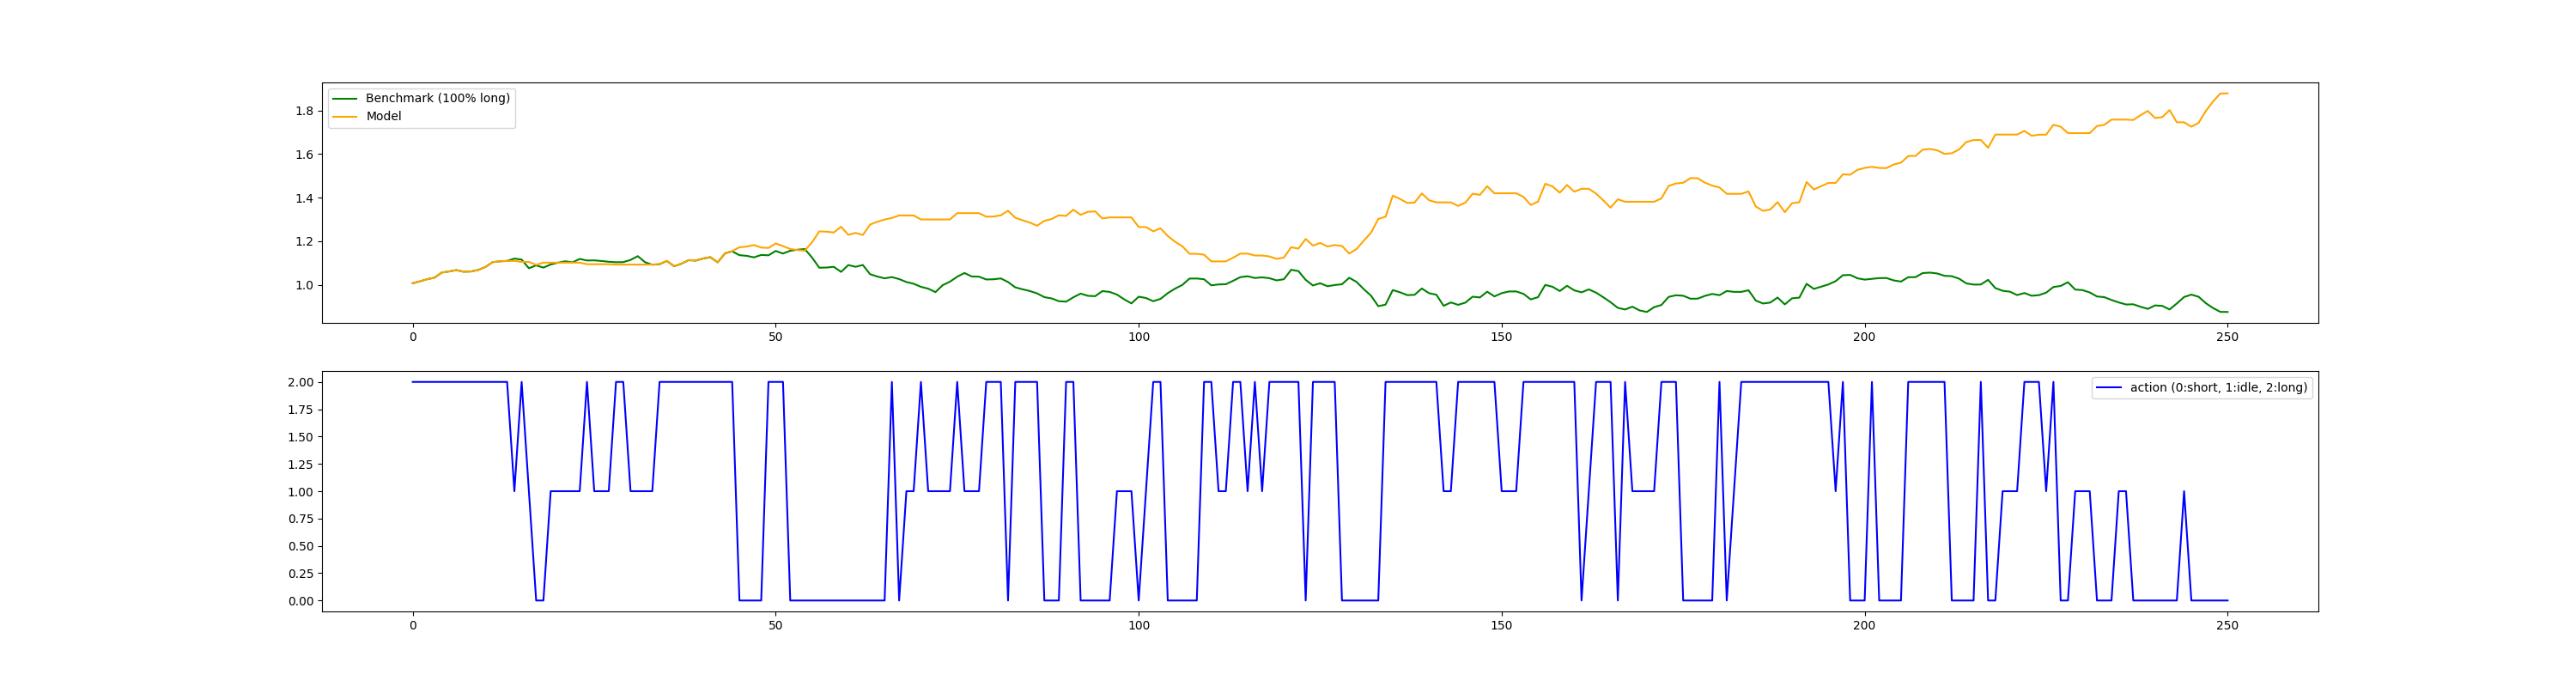 Benchmark (100% long)
Model
1.8
1.6
1.4
1.2
1.0
0 50 100 150 200 250
action (0:short, 1:idle, 2:long)
2.00
1.75
1.50
1.25
1.00
0.75
0.50
0.25
0.00
0 50 100 150 200 250